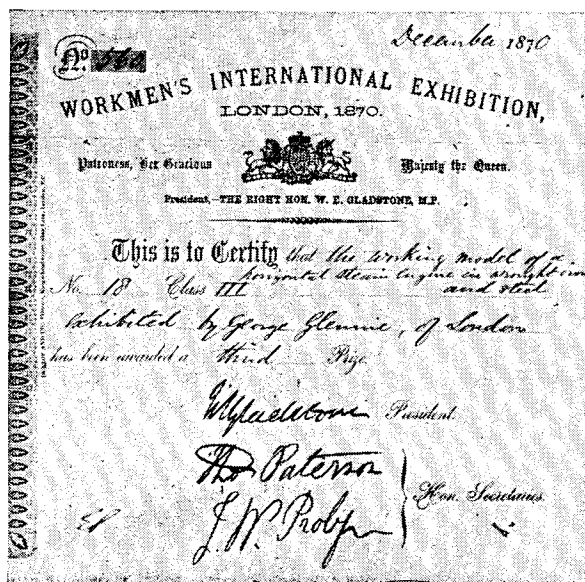 December 1870
No 560
WORKMEN'S INTERNATIONAL EXHIBITION,
LONDON, 1870.
Patroness, Her Gracious Majesty the Queen.
President,—THE RIGHT HON. W. E. GLADSTONE, M.P.
This is to Certify that the working model of a
horizontal steam engine in wrought iron
No. 18 Class III and steel
exhibited by George Glennie, of London
has been awarded a third Prize.
W E Gladstone President.
Thos Paterson
Hon. Secretaries.
J. W. Probyn